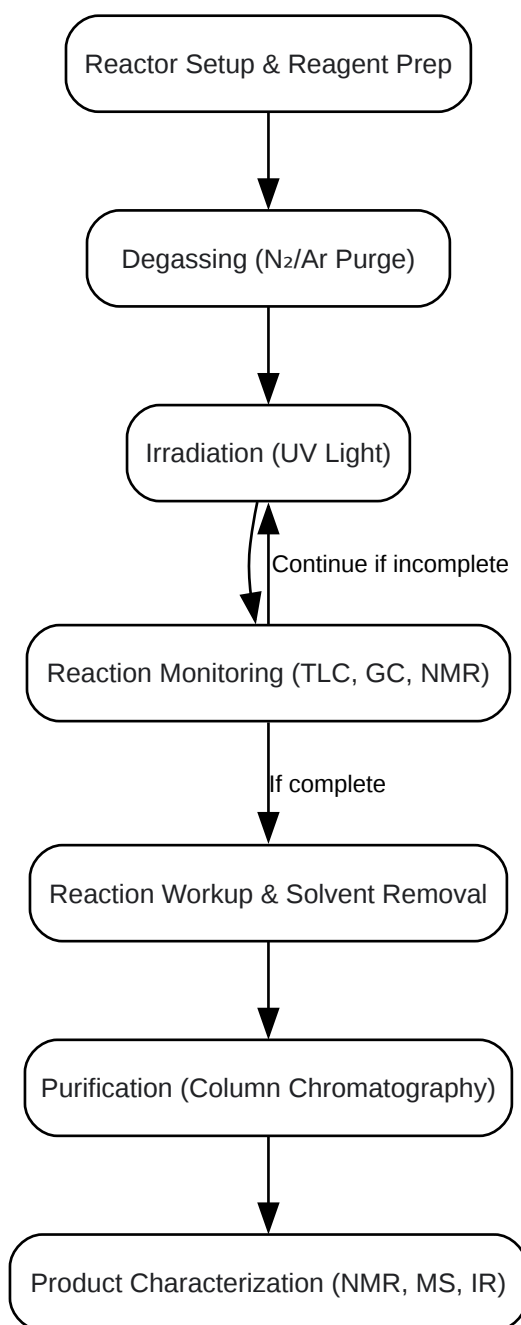 Reactor Setup & Reagent Prep
Degassing (N₂/Ar Purge)
Irradiation (UV Light)
Continue if incomplete
Reaction Monitoring (TLC, GC, NMR)
If complete
Reaction Workup & Solvent Removal
Purification (Column Chromatography)
Product Characterization (NMR, MS, IR)